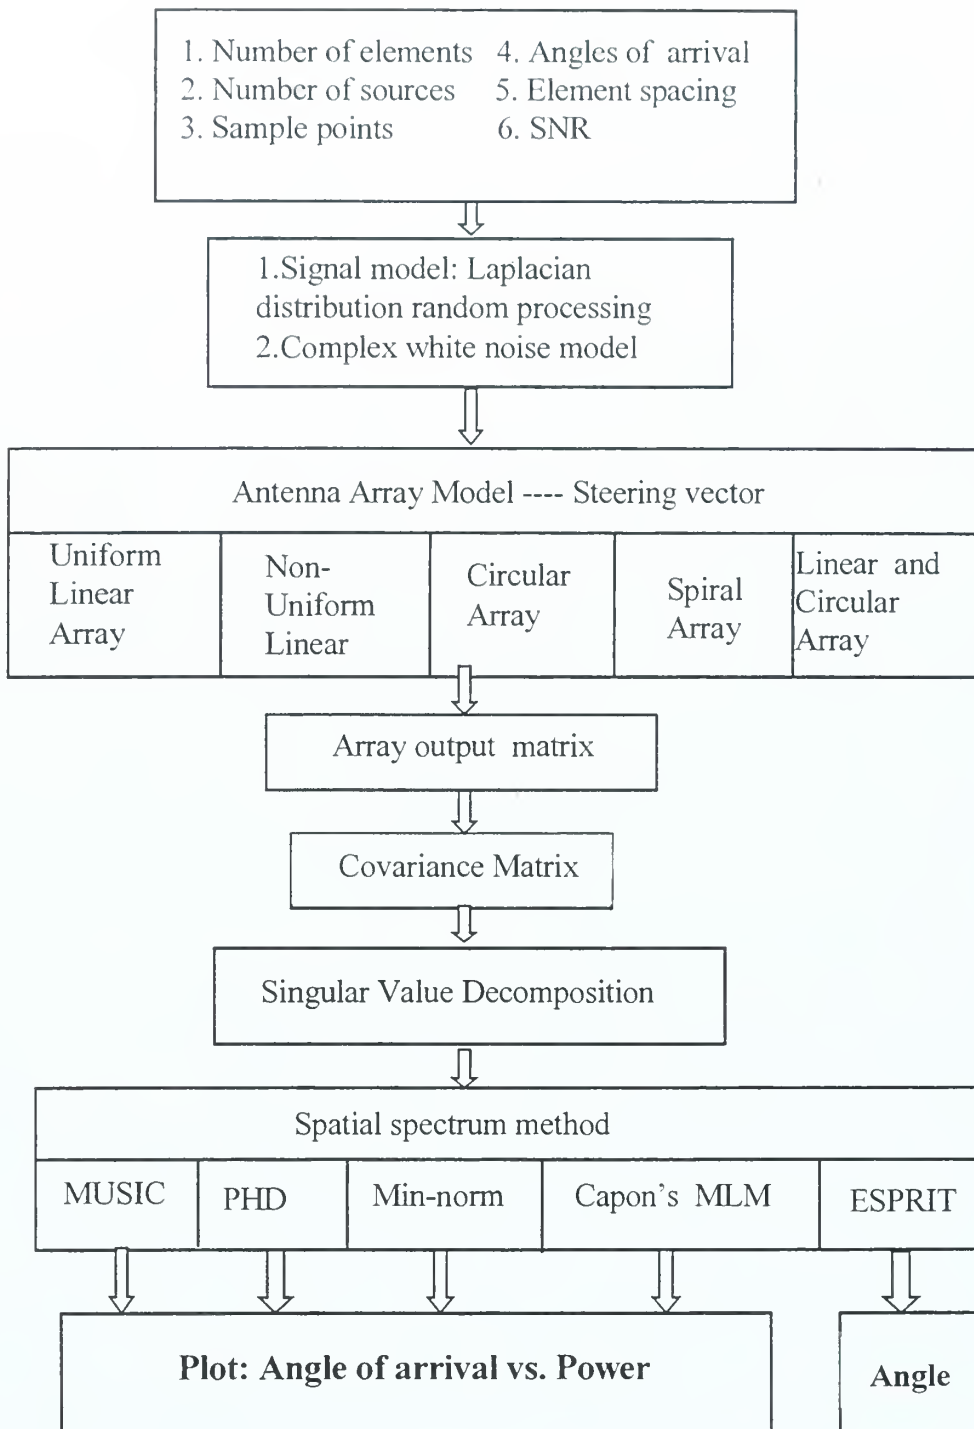 1. Number of elements 4. Angles of arrival
2. Number of sources 5. Element spacing
3. Sample points 6. SNR
1.Signal model: Laplacian
distribution random processing
2.Complex white noise model
Antenna Array Model ---- Steering vector
Uniform
Linear
Array
Non-
Uniform
Linear
Circular
Array
Spiral
Array
Linear and
Circular
Array
Array output matrix
Covariance Matrix
Singular Value Decomposition
Spatial spectrum method
MUSIC
PHD
Min-norm
Capon's MLM
ESPRIT
Plot: Angle of arrival vs. Power
Angle